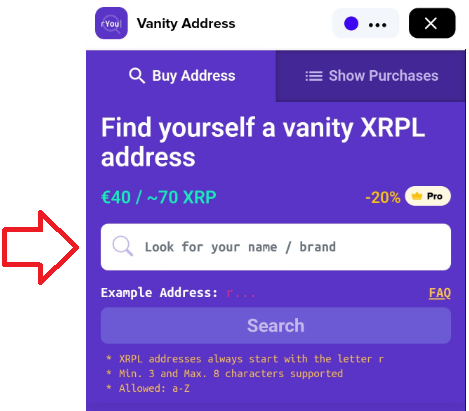 rYou
Vanity Address
Buy Address
Show Purchases
Find yourself a vanity XRPL
address
€40 / ~70 XRP
-20% Pro
Look for your name / brand
Example Address: r...
FAQ
Search
* XRPL addresses always start with the letter r
* Min. 3 and Max. 8 characters supported
* Allowed: a-Z